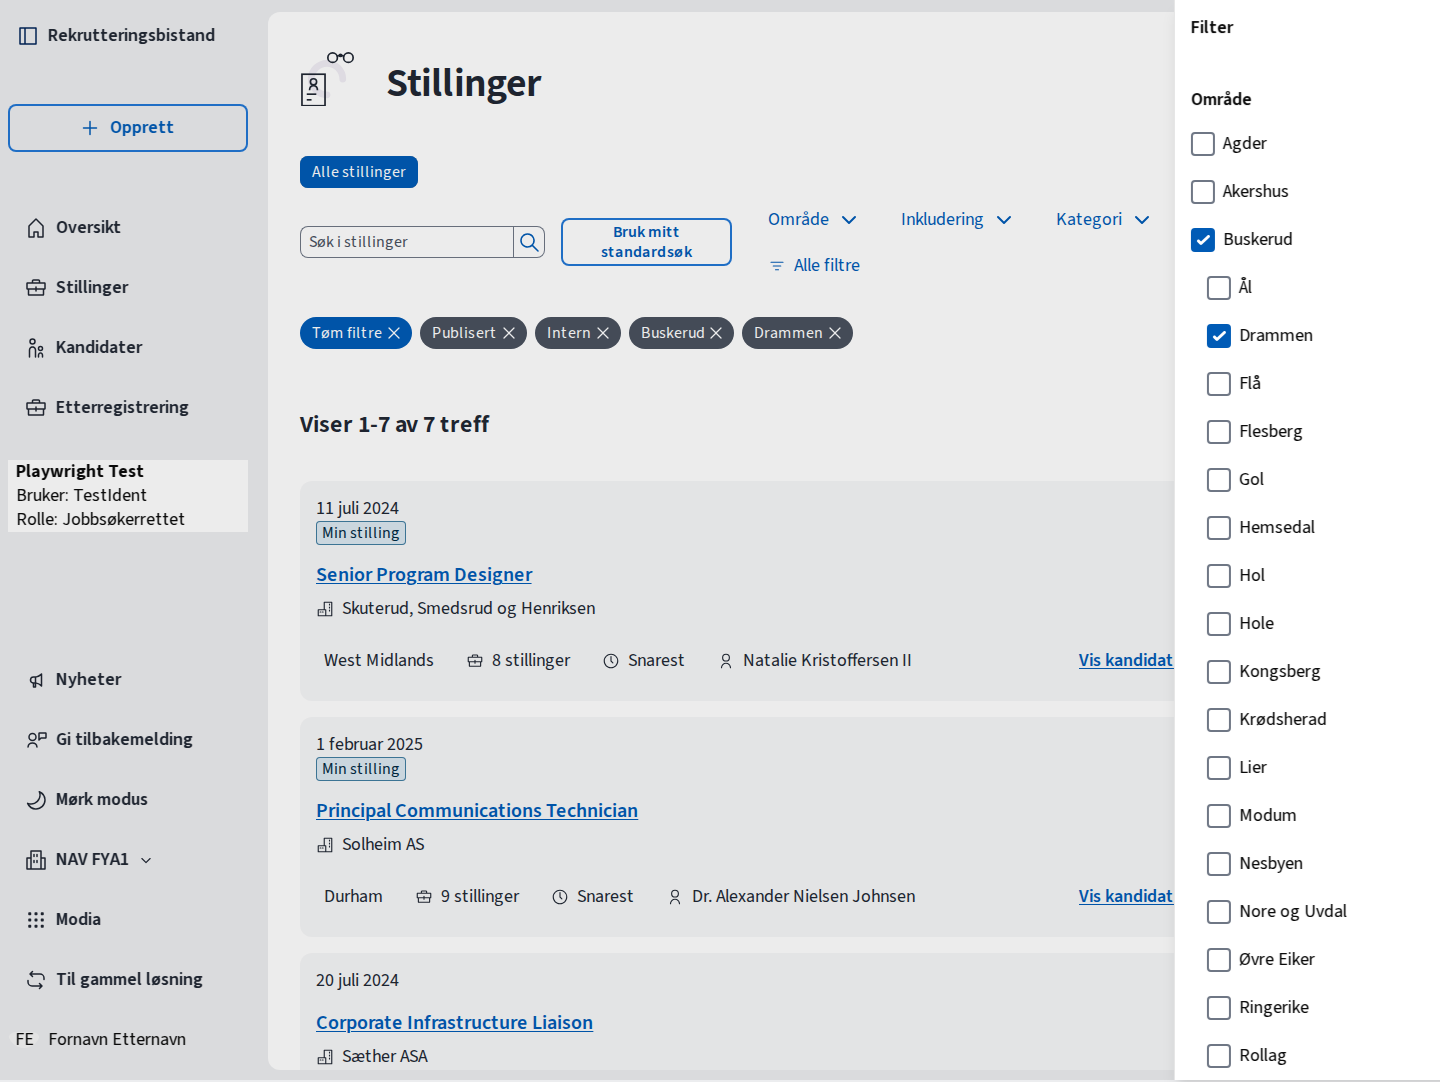 Rekrutteringsbistand
Opprett
Oversikt
Stillinger
Kandidater
Etterregistrering
Playwright Test
Bruker: TestIdent
Rolle: Jobbsøkerrettet
Nyheter
Gi tilbakemelding
Mørk modus
NAV FYA1
Modia
Til gammel løsning
FE Fornavn Etternavn
Stillinger
Alle stillinger
Søk i stillinger
Bruk mitt
standardsøk
Område
Inkludering
Kategori
Alle filtre
Tøm filtre
Publisert
Intern
Buskerud
Drammen
Viser 1-7 av 7 treff
11 juli 2024
Min stilling
Senior Program Designer
Skuterud, Smedsrud og Henriksen
West Midlands 8 stillinger Snarest Natalie Kristoffersen II Vis kandidat
1 februar 2025
Min stilling
Principal Communications Technician
Solheim AS
Durham 9 stillinger Snarest Dr. Alexander Nielsen Johnsen Vis kandidat
20 juli 2024
Corporate Infrastructure Liaison
Sæther ASA
Filter
Område
Agder
Akershus
Buskerud
Ål
Drammen
Flå
Flesberg
Gol
Hemsedal
Hol
Hole
Kongsberg
Krødsherad
Lier
Modum
Nesbyen
Nore og Uvdal
Øvre Eiker
Ringerike
Rollag